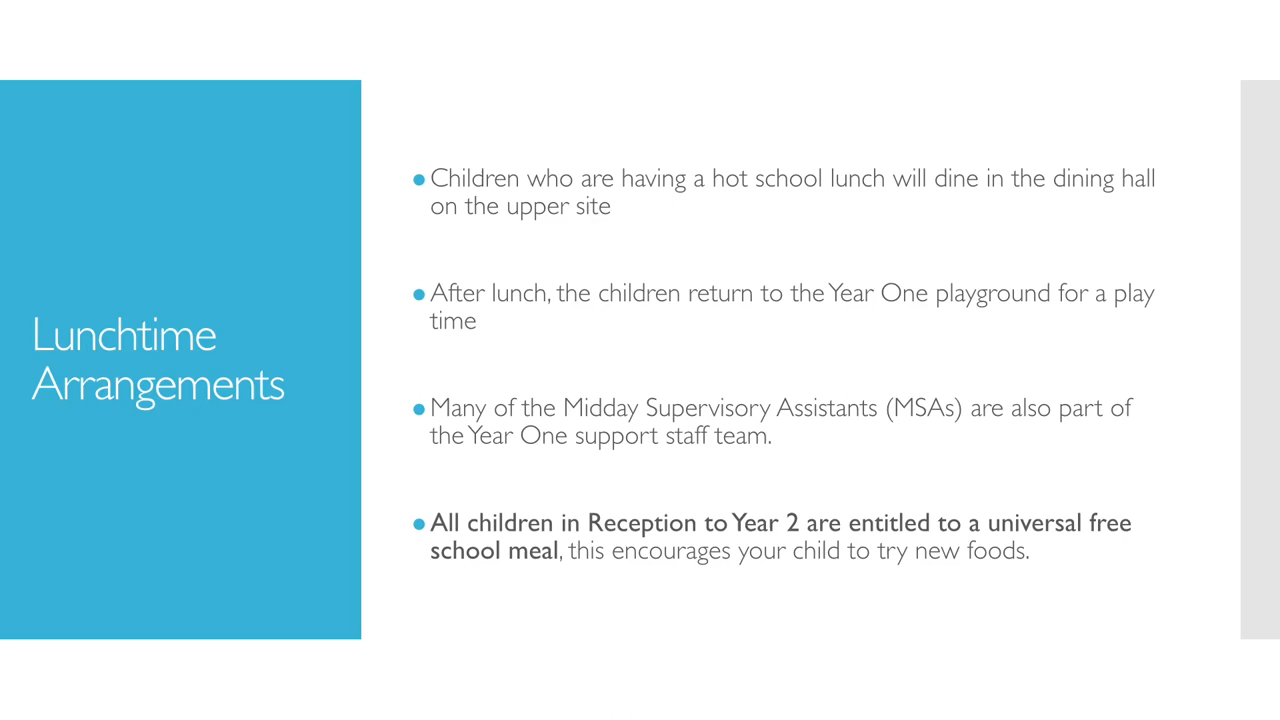 Lunchtime
Arrangements
●Children who are having a hot school lunch will dine in the dining hall
on the upper site
●After lunch, the children return to the Year One playground for a play
time
●Many of the Midday Supervisory Assistants (MSAs) are also part of
the Year One support staff team.
●All children in Reception to Year 2 are entitled to a universal free
school meal, this encourages your child to try new foods.